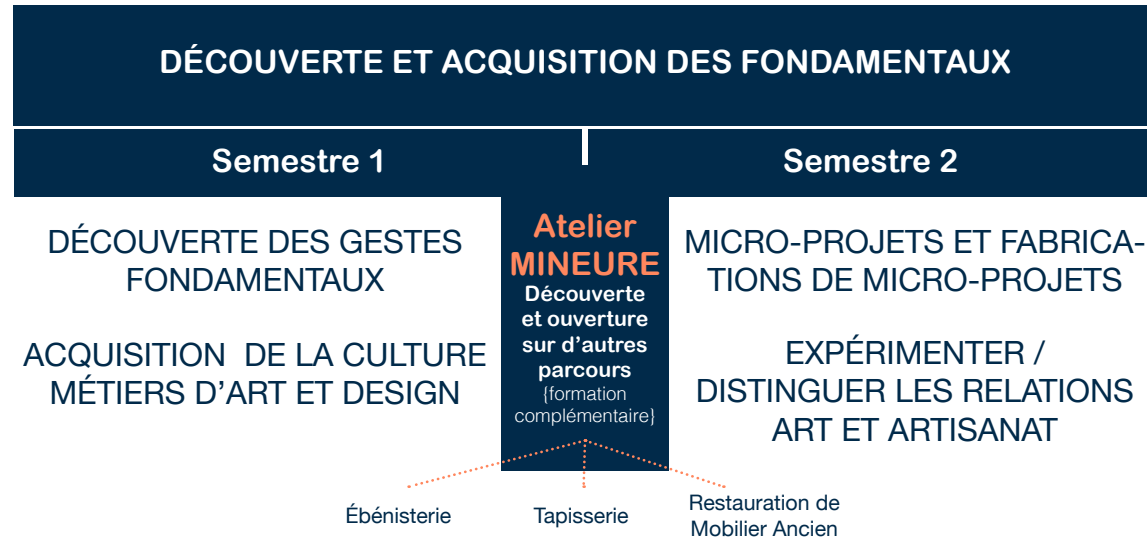 DÉCOUVERTE ET ACQUISITION DES FONDAMENTAUX
Semestre 1
Semestre 2
DÉCOUVERTE DES GESTES
FONDAMENTAUX
ACQUISITION DE LA CULTURE
MÉTIERS D'ART ET DESIGN
Atelier
MINEURE
Découverte
et ouverture
sur d'autres
parcours
{formation
complémentaire}
MICRO-PROJETS ET FABRICA-
TIONS DE MICRO-PROJETS
EXPÉRIMENTER /
DISTINGUER LES RELATIONS
ART ET ARTISANAT
Ébénisterie
Tapisserie
Restauration de
Mobilier Ancien